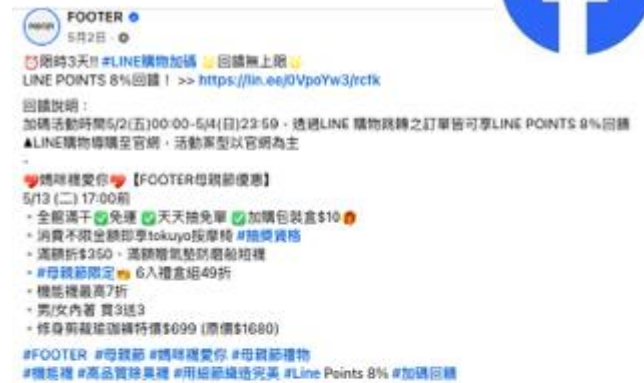 FOOTER
5月2日
限時3天!! #LINE購物加碼 回饋無上限
LINE POINTS 8%回饋! >> https://lin.ee/0VpoYw3/rcfk
回饋說明:
加碼活動時間5/2(五)00:00-5/4(日)23:59,透過LINE 購物跳轉之訂單皆可享LINE POINTS 8%回饋
▲LINE購物導購至官網,活動案型以官網為主
-
❤️媽咪襪愛你❤️【FOOTER母親節優惠】
5/13 (二) 17:00前
・全館滿千✅免運 ✅天天抽免單 ✅加購包裝盒$10
・消費不限金額即享tokuyo按摩椅 #抽獎資格
・滿額折$350、滿額贈氣墊防磨船短襪
・#母親節限定 6入禮盒組49折
・機能襪最高7折
・男/女內著 買3送3
・修身剪裁瑜珈褲特價$699 (原價$1680)
#FOOTER #母親節 #媽咪襪愛你 #母親節禮物
#機能襪 #高品質除臭襪 #用細節織造完美 #Line Points 8% #加碼回饋